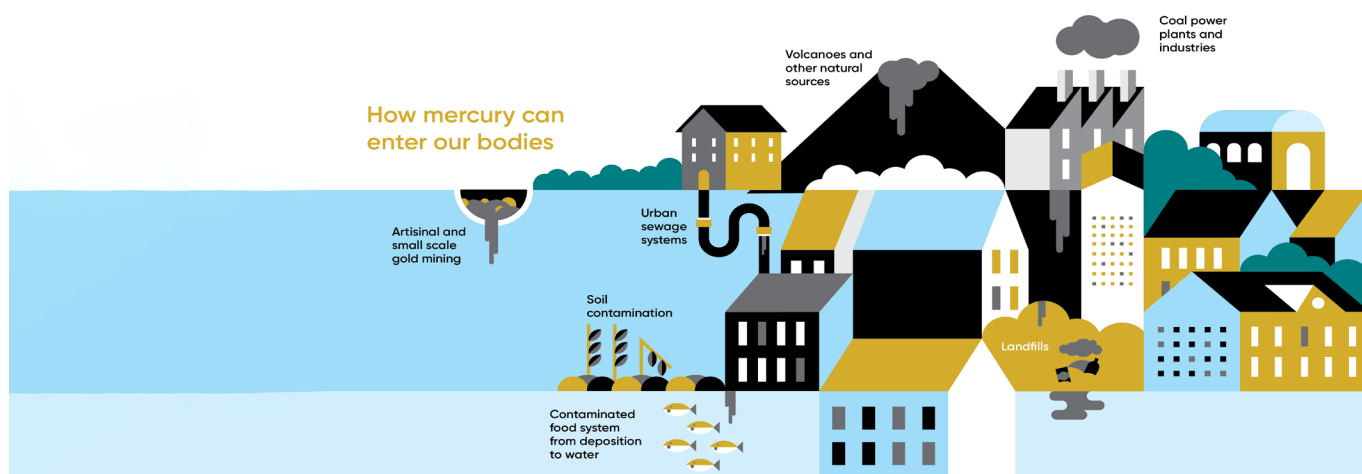 How mercury can
enter our bodies
Volcanoes and
other natural
sources
Coal power
plants and
industries
Artisinal and
small scale
gold mining
Urban
sewage
systems
Soil
contamination
Landfills
Contaminated
food system
from deposition
to water